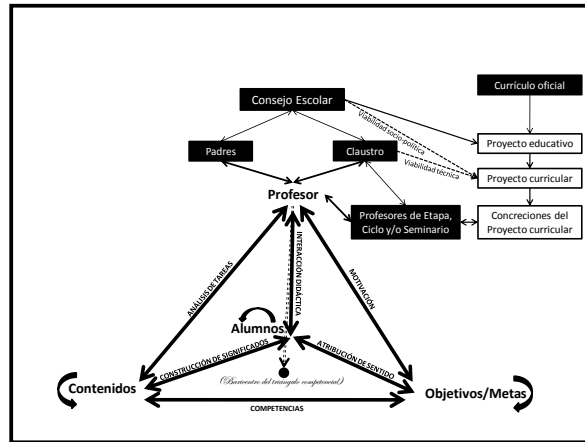 Currículo oficial
Consejo Escolar
Viabilidad socio-política
Proyecto educativo
Padres
Claustro
Viabilidad técnica
Proyecto curricular
Profesor
Profesores de Etapa,
Ciclo y/o Seminario
Concreciones del
Proyecto curricular
ANÁLISIS DE TAREAS
INTERACCIÓN DIDÁCTICA
MOTIVACIÓN
Alumnos
CONSTRUCCIÓN DE SIGNIFICADOS
ATRIBUCIÓN DE SENTIDO
(Baricentro del triángulo competencial)
Contenidos
Objetivos/Metas
COMPETENCIAS